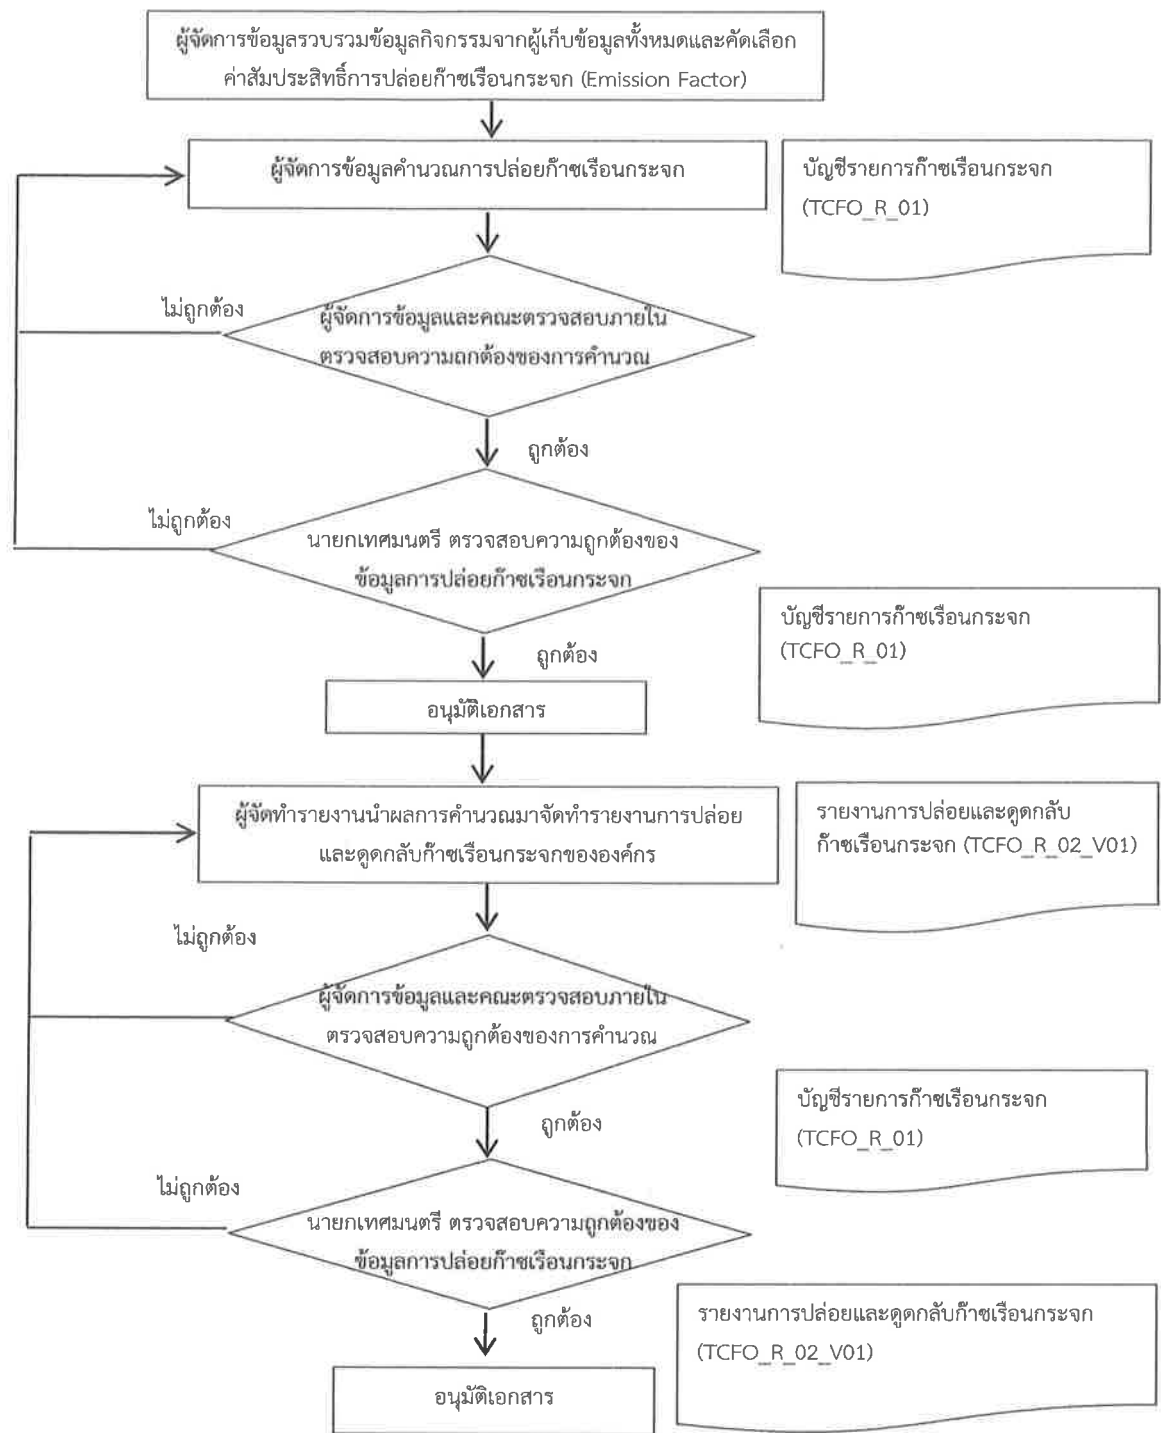 ผู้จัดการข้อมูลรวบรวมข้อมูลกิจกรรมจากผู้เก็บข้อมูลทั้งหมดและคัดเลือก
ค่าสัมประสิทธิ์การปล่อยก๊าซเรือนกระจก (Emission Factor)
ผู้จัดการข้อมูลคำนวณการปล่อยก๊าซเรือนกระจก
บัญชีรายการก๊าซเรือนกระจก
(TCFO_R_01)
ไม่ถูกต้อง
ผู้จัดการข้อมูลและคณะตรวจสอบภายใน
ตรวจสอบความถูกต้องของการคำนวณ
ถูกต้อง
ไม่ถูกต้อง
นายกเทศมนตรี ตรวจสอบความถูกต้องของ
ข้อมูลการปล่อยก๊าซเรือนกระจก
บัญชีรายการก๊าซเรือนกระจก
(TCFO_R_01)
ถูกต้อง
อนุมัติเอกสาร
ผู้จัดทำรายงานนำผลการคำนวณมาจัดทำรายงานการปล่อย
และดูดกลับก๊าซเรือนกระจกขององค์กร
รายงานการปล่อยและดูดกลับ
ก๊าซเรือนกระจก (TCFO_R_02_V01)
ไม่ถูกต้อง
ผู้จัดการข้อมูลและคณะตรวจสอบภายใน
ตรวจสอบความถูกต้องของการคำนวณ
บัญชีรายการก๊าซเรือนกระจก
(TCFO_R_01)
ถูกต้อง
ไม่ถูกต้อง
นายกเทศมนตรี ตรวจสอบความถูกต้องของ
ข้อมูลการปล่อยก๊าซเรือนกระจก
รายงานการปล่อยและดูดกลับก๊าซเรือนกระจก
(TCFO_R_02_V01)
ถูกต้อง
อนุมัติเอกสาร